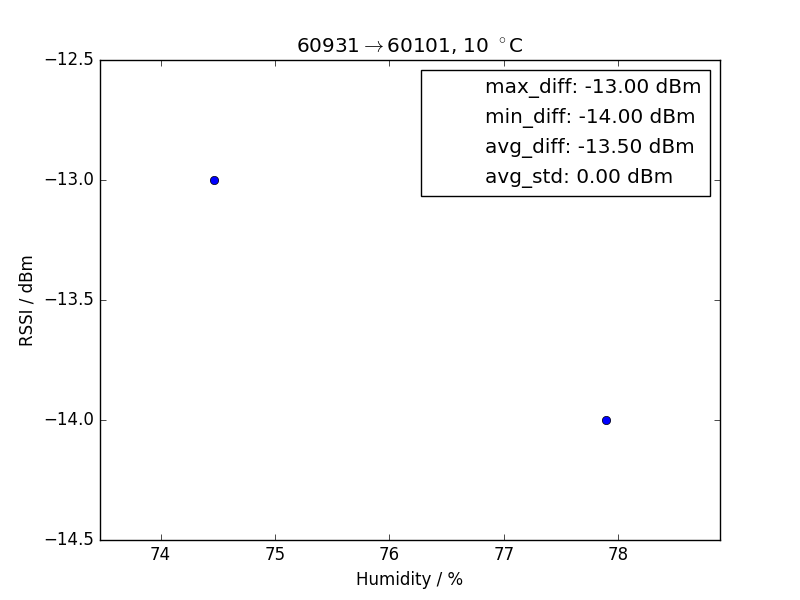 60931→60101, 10 °C
max_diff: -13.00 dBm
min_diff: -14.00 dBm
avg_diff: -13.50 dBm
avg_std: 0.00 dBm
RSSI / dBm
−12.5
−13.0
−13.5
−14.0
−14.5
74 75 76 77 78
Humidity / %